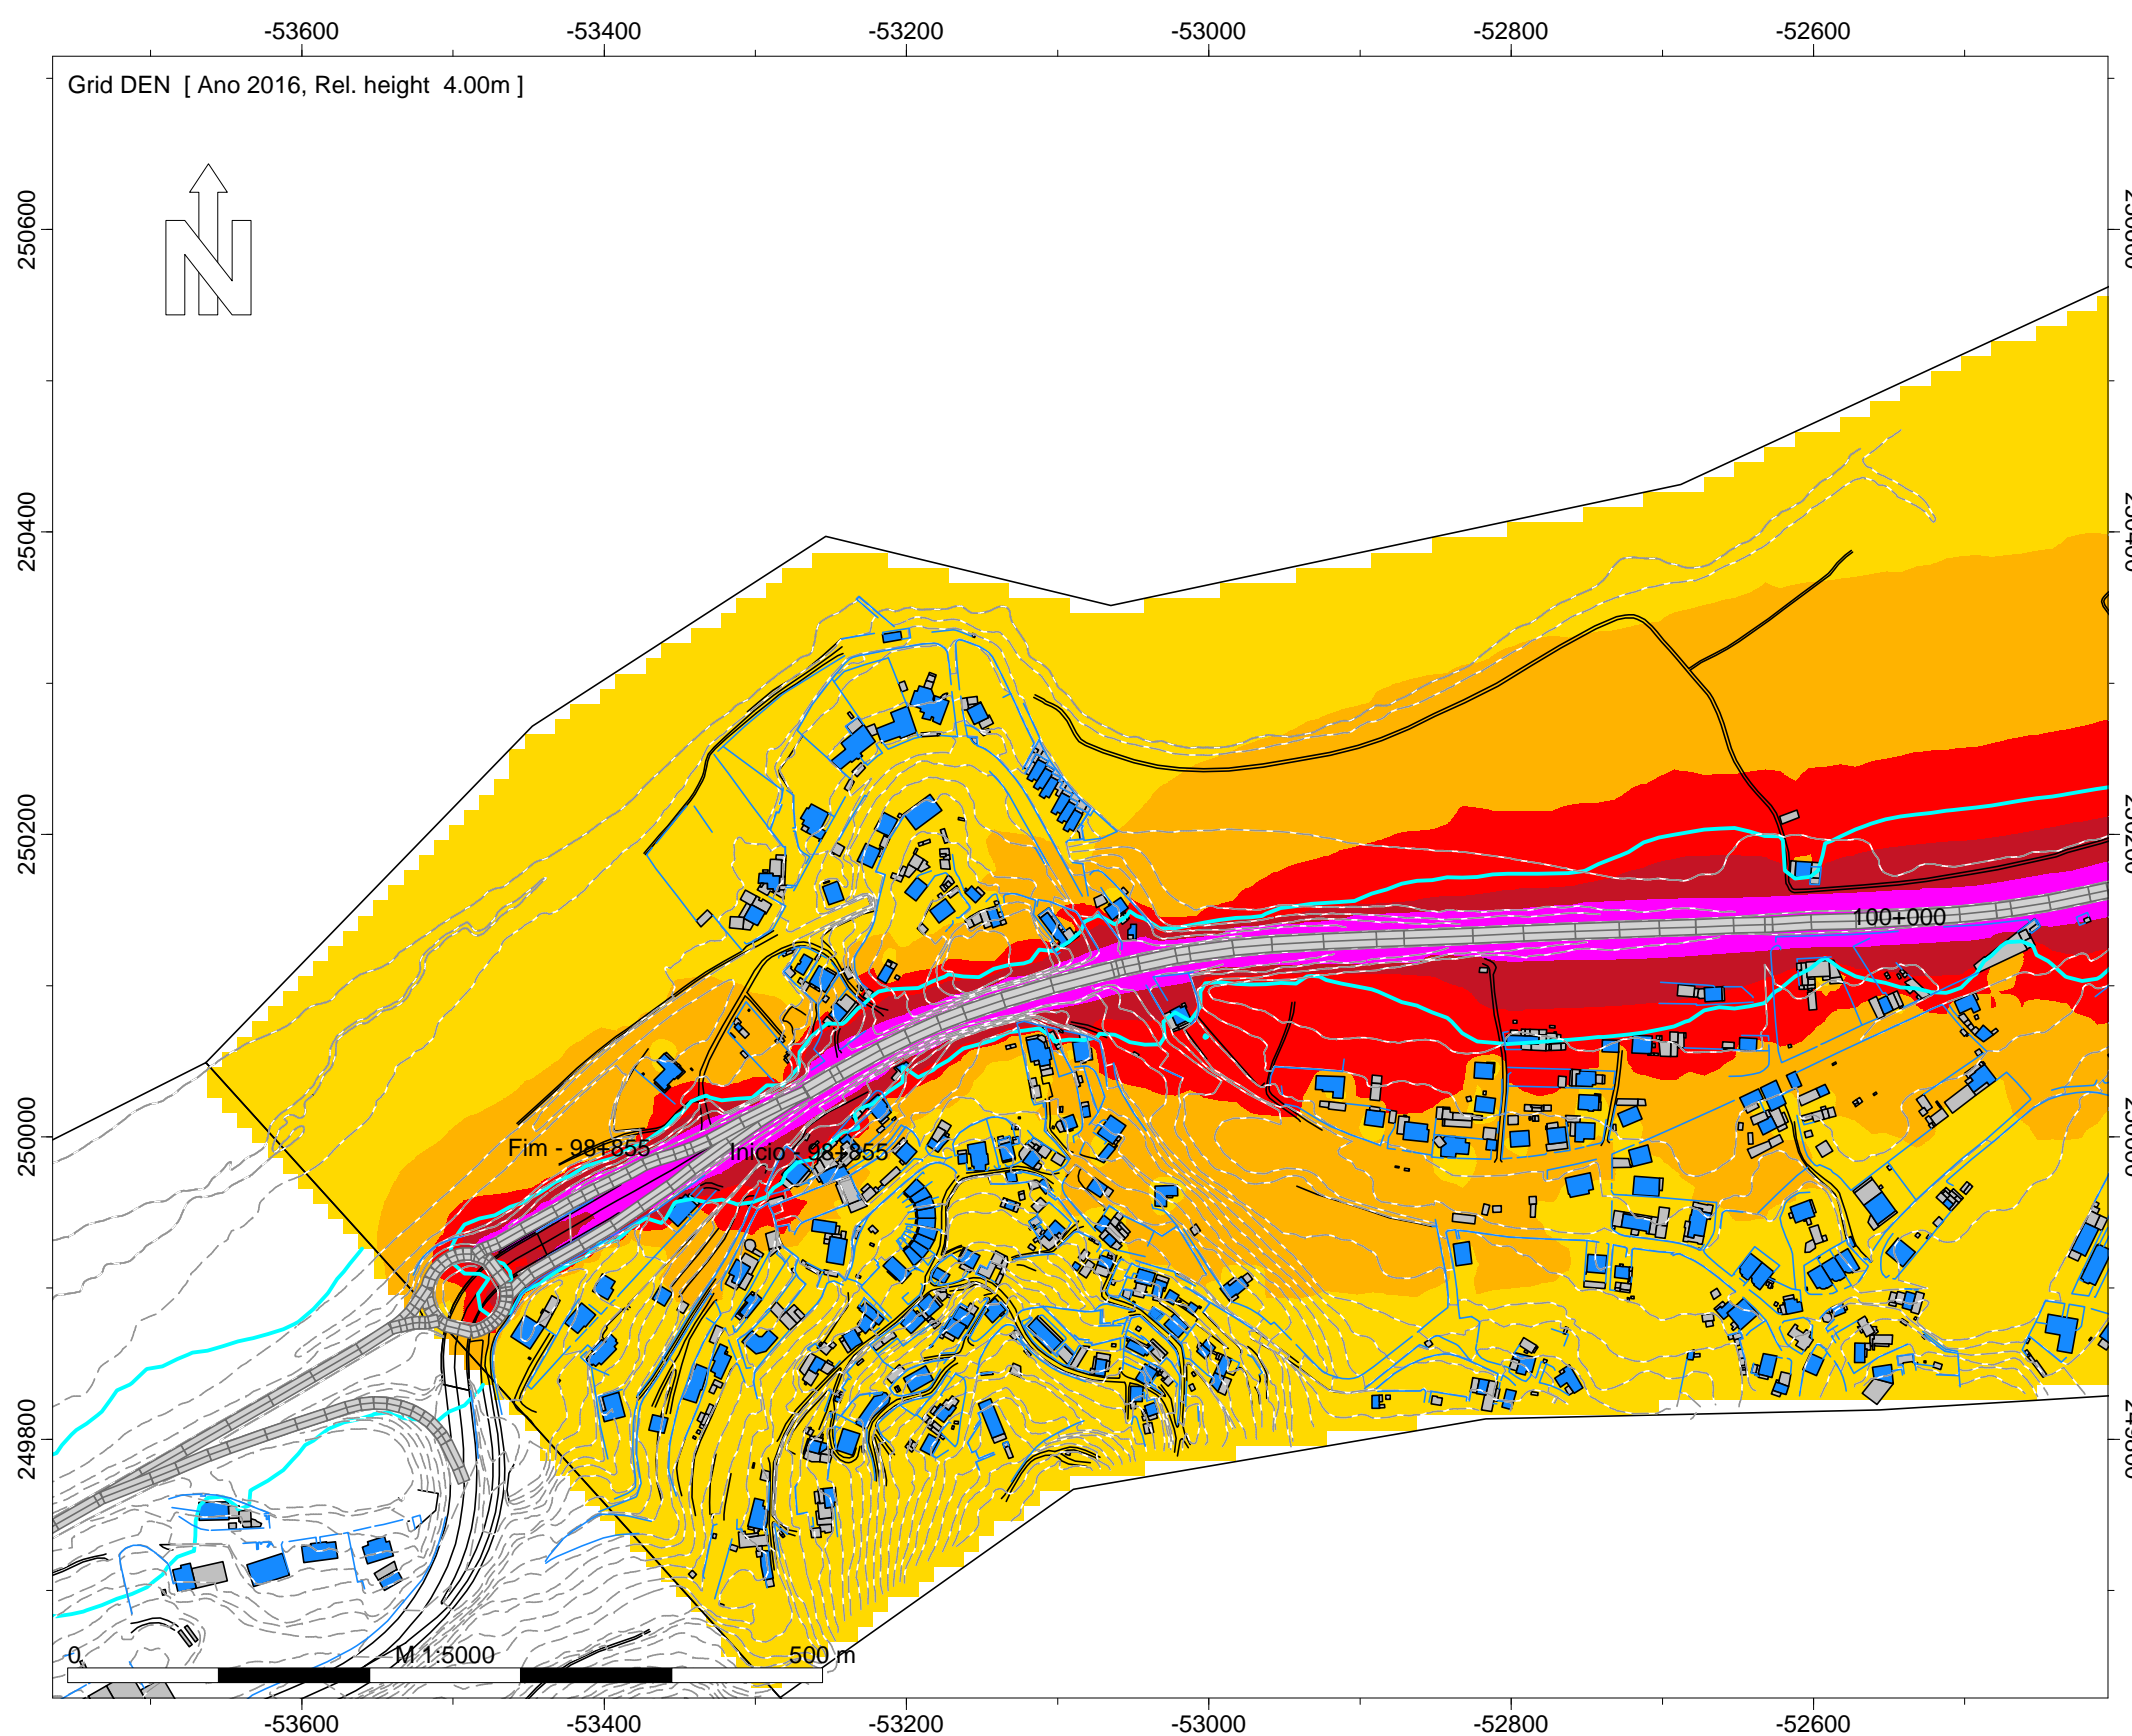 -53600 -53400 -53200 -53000 -52800 -52600
Grid DEN [ Ano 2016, Rel. height 4.00m ]
N
250600
250400
250200
250000
249800
100+000
Fim - 98+855
Inicio - 98+855
0 M 1:5000 500 m
-53600 -53400 -53200 -53000 -52800 -52600